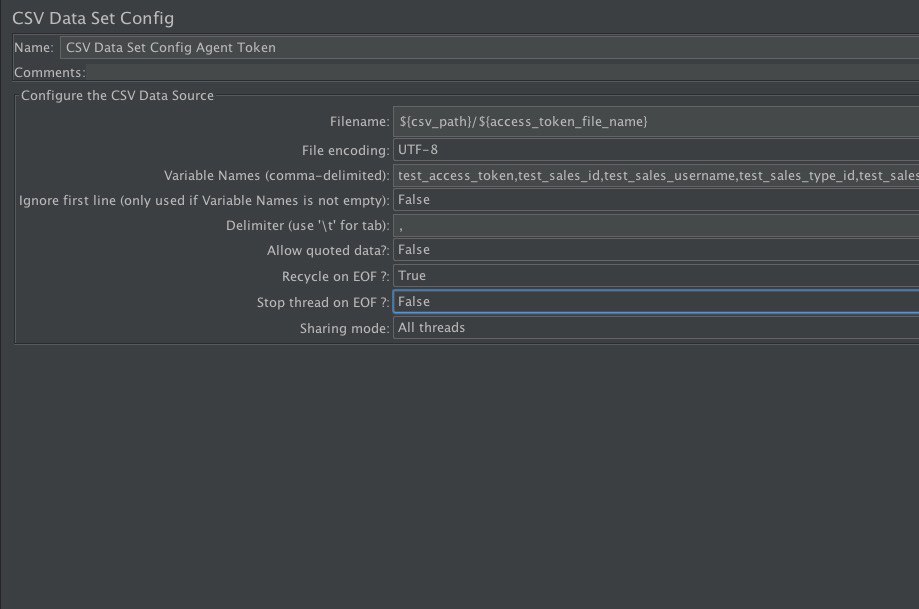 CSV Data Set Config
Name: CSV Data Set Config Agent Token
Comments:
Configure the CSV Data Source
Filename: ${csv_path}/${access_token_file_name}
File encoding: UTF-8
Variable Names (comma-delimited): test_access_token,test_sales_id,test_sales_username,test_sales_type_id,test_sales
Ignore first line (only used if Variable Names is not empty): False
Delimiter (use '\t' for tab): ,
Allow quoted data?: False
Recycle on EOF ?: True
Stop thread on EOF ?: False
Sharing mode: All threads